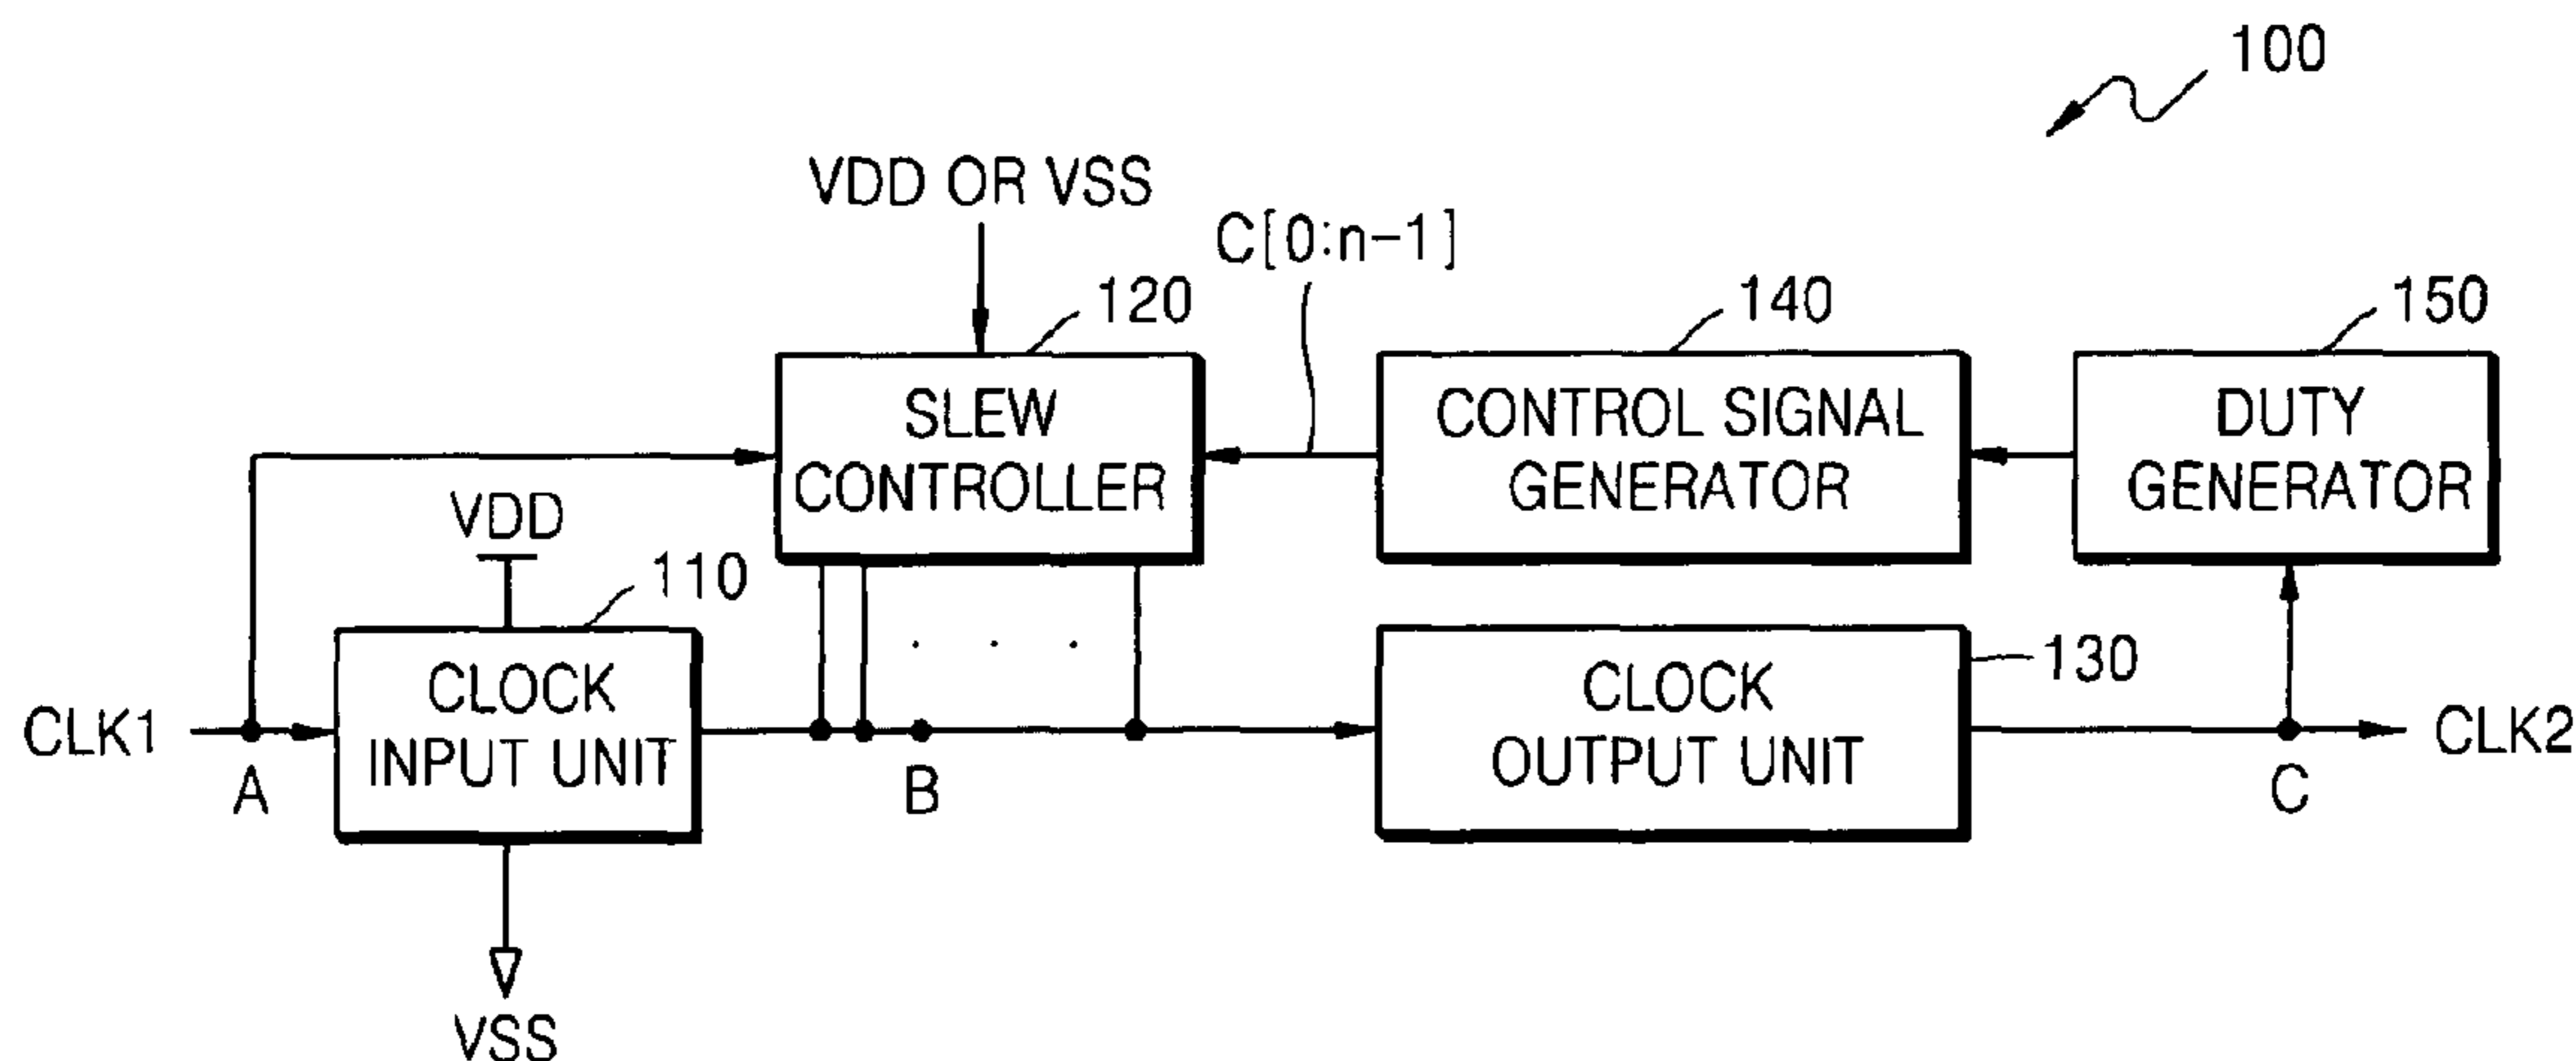 100
VDD OR VSS
C[0:n-1]
120
140
150
SLEW
CONTROLLER
CONTROL SIGNAL
GENERATOR
DUTY
GENERATOR
VDD
110
CLOCK
INPUT UNIT
130
CLOCK
OUTPUT UNIT
CLK1
CLK2
A
B
C
VSS